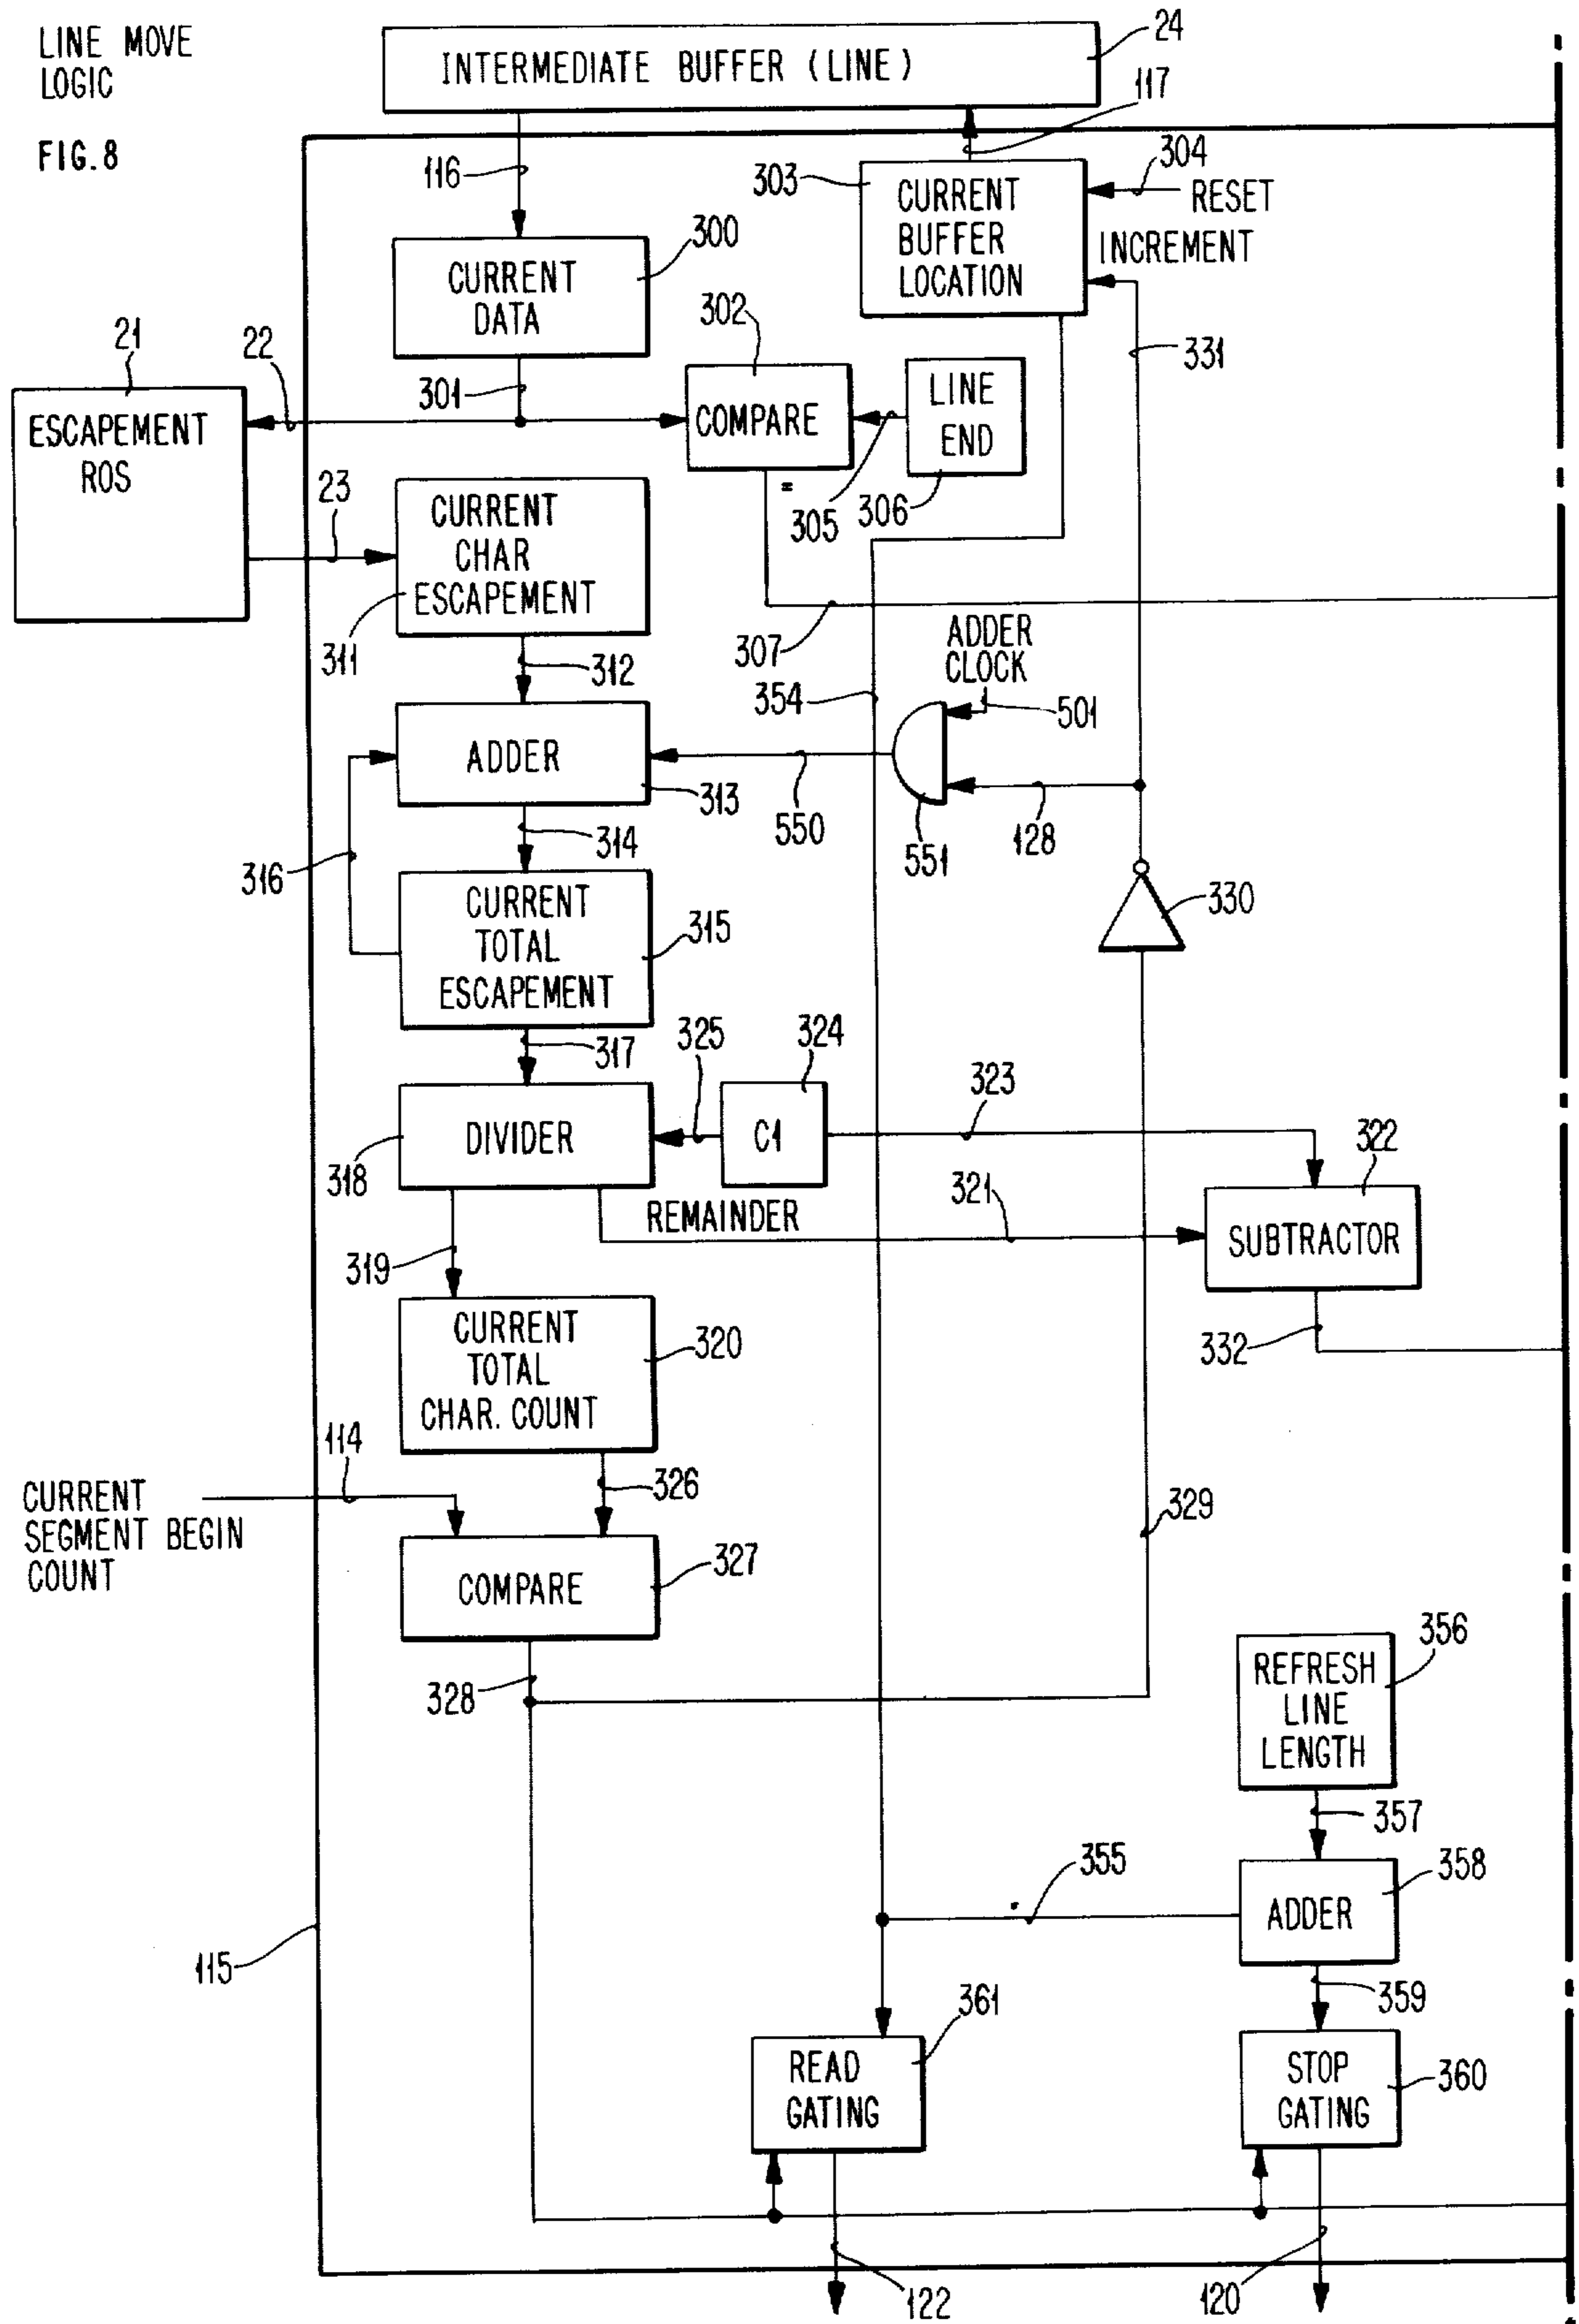 LINE MOVE
LOGIC
FIG. 8
INTERMEDIATE BUFFER (LINE)
24
117
116
303
CURRENT
BUFFER
LOCATION
304
RESET
INCREMENT
300
CURRENT
DATA
302
331
21
22
301
COMPARE
LINE
END
ESCAPEMENT
ROS
=
305
306
23
CURRENT
CHAR
ESCAPEMENT
311
307
ADDER
CLOCK
312
354
501
ADDER
313
550
551
128
314
316
330
CURRENT
TOTAL
ESCAPEMENT
315
317
325
324
323
DIVIDER
C1
322
318
321
REMAINDER
SUBTRACTOR
319
332
CURRENT
TOTAL
CHAR. COUNT
320
114
326
329
CURRENT
SEGMENT BEGIN
COUNT
COMPARE
327
328
356
REFRESH
LINE
LENGTH
357
355
358
ADDER
115
359
361
READ
GATING
STOP
GATING
360
122
120